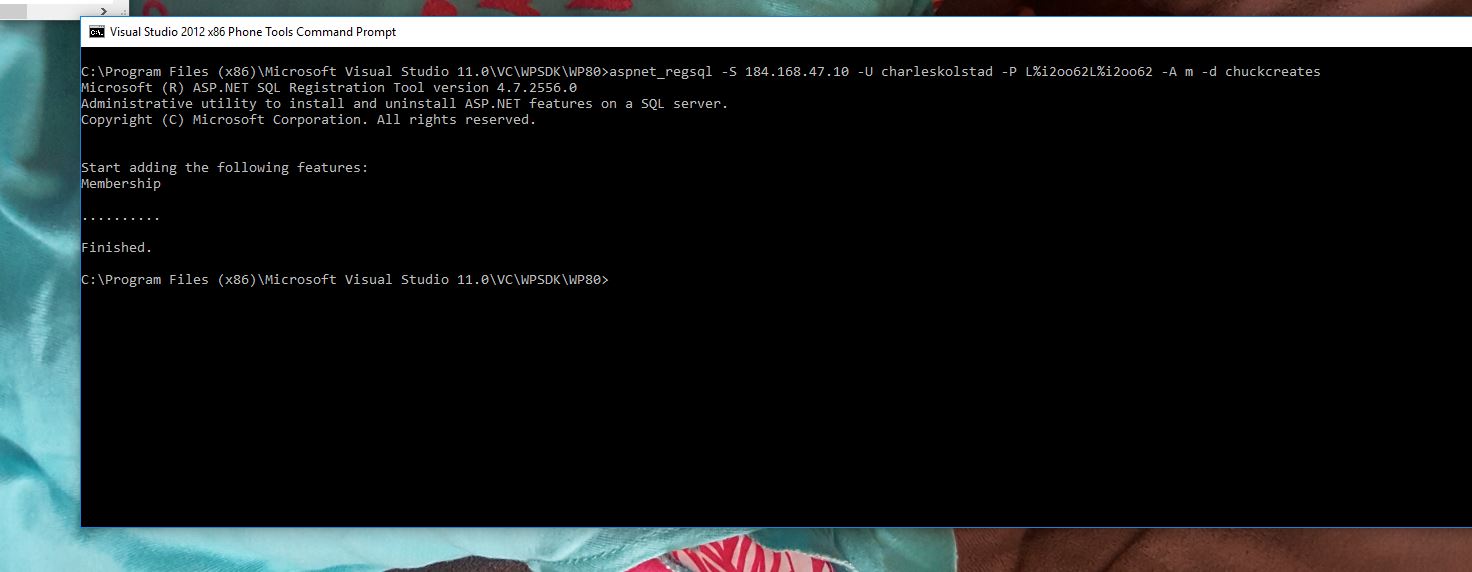 Visual Studio 2012 x86 Phone Tools Command Prompt
C:\Program Files (x86)\Microsoft Visual Studio 11.0\VC\WPSDK\WP80>aspnet_regsql -S 184.168.47.10 -U charleskolstad -P L%i2oo62L%i2oo62 -A m -d chuckcreates
Microsoft (R) ASP.NET SQL Registration Tool version 4.7.2556.0
Administrative utility to install and uninstall ASP.NET features on a SQL server.
Copyright (C) Microsoft Corporation. All rights reserved.
Start adding the following features:
Membership
..........
Finished.
C:\Program Files (x86)\Microsoft Visual Studio 11.0\VC\WPSDK\WP80>